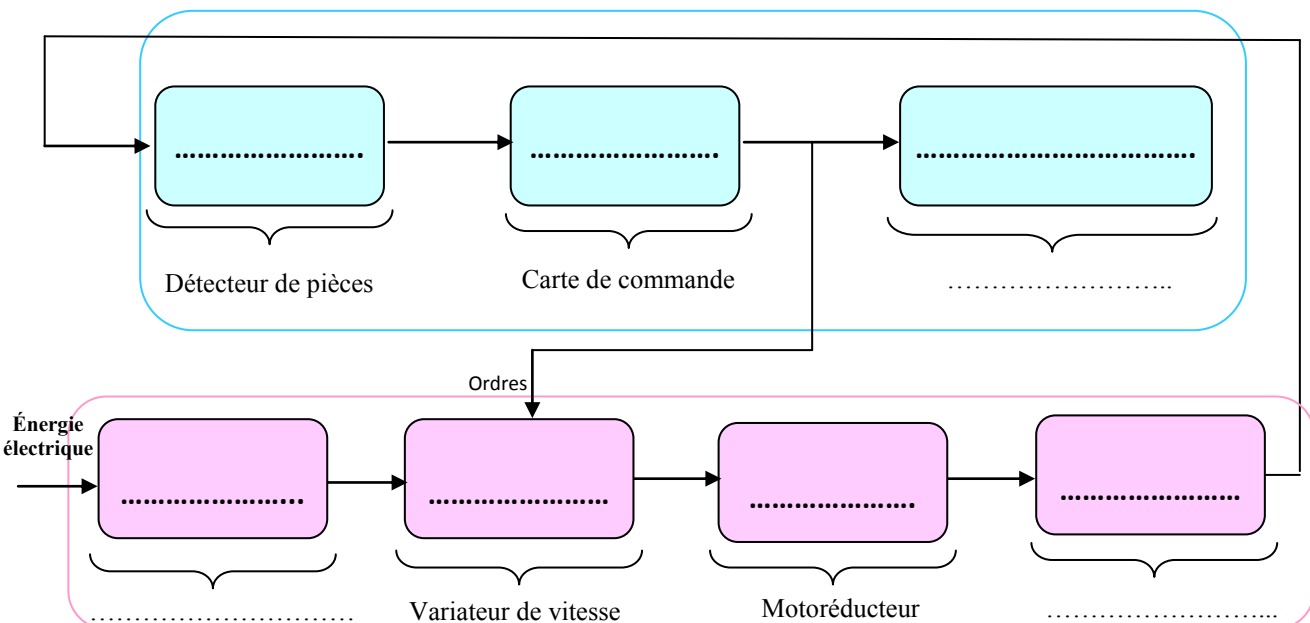 …………………….
…………………….
……………………………….
Détecteur de pièces
Carte de commande
……………………..
Ordres
Énergie
électrique
……………………
……………………
………………….
……………………
…………………………
Variateur de vitesse
Motoréducteur
……………………...